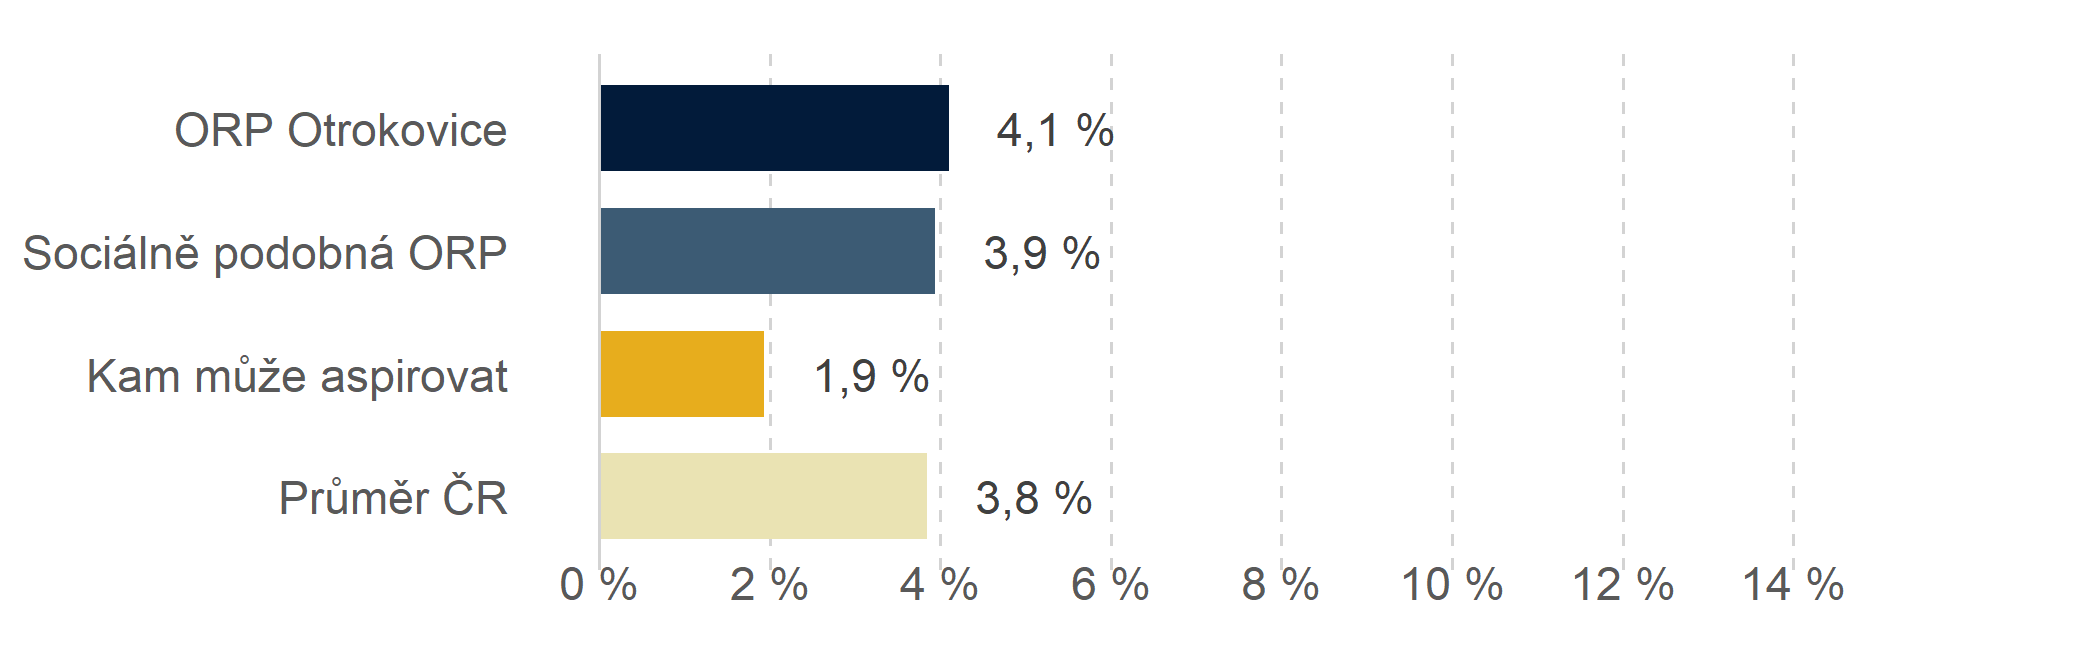 ORP Otrokovice
4,1 %
Sociálně podobná ORP
3,9 %
Kam může aspirovat
1,9 %
Průměr ČR
3,8 %
0 % 2 % 4 % 6 % 8 % 10 % 12 % 14 %